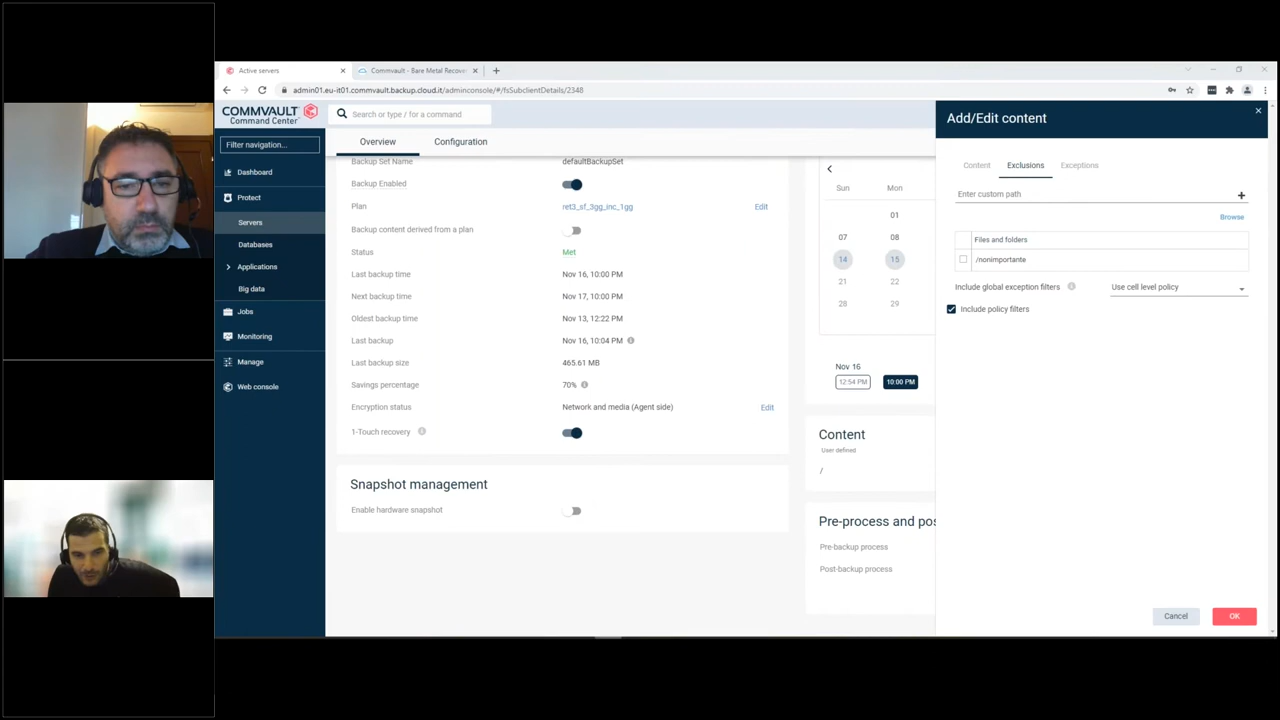 Active servers
Commvault - Bare Metal Recover
admin01.eu-it01.commvault.backup.cloud.it/adminconsole/#/fsSubclientDetails/2348
COMMVAULT
Command Center™
Search or type / for a command
Filter navigation...
Dashboard
Protect
Servers
Databases
Applications
Big data
Jobs
Monitoring
Manage
Web console
Overview
Configuration
Backup Set Name defaultBackupSet
Backup Enabled
Plan ret3_sf_3gg_inc_1gg Edit
Backup content derived from a plan
Status Met
Last backup time Nov 16, 10:00 PM
Next backup time Nov 17, 10:00 PM
Oldest backup time Nov 13, 12:22 PM
Last backup Nov 16, 10:04 PM
Last backup size 465.61 MB
Savings percentage 70%
Encryption status Network and media (Agent side) Edit
1-Touch recovery
Snapshot management
Enable hardware snapshot
Sun Mon
01
07 08
14 15
21 22
28 29
Nov 16
12:54 PM 10:00 PM
Content
User defined
/
Pre-process and pos
Pre-backup process
Post-backup process
Add/Edit content
Content Exclusions Exceptions
Enter custom path
Browse
Files and folders
/nonimportante
Include global exception filters Use cell level policy
Include policy filters
Cancel OK